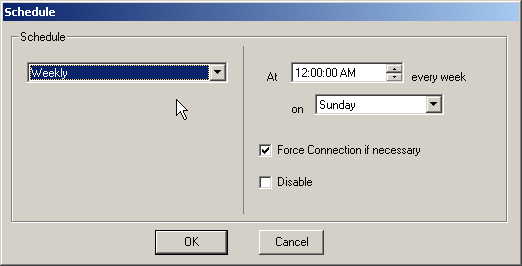 Schedule
Schedule
Weekly
At 12:00:00 AM every week
on Sunday
Force Connection if necessary
Disable
OK Cancel